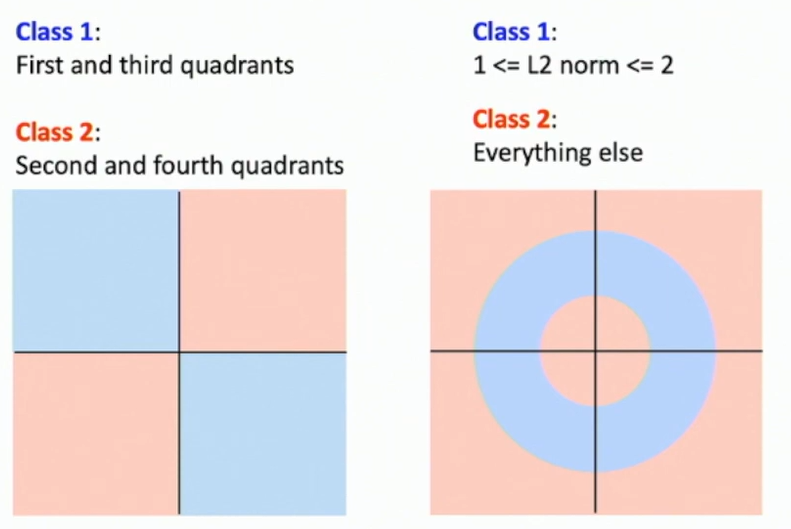 Class 1:
First and third quadrants
Class 2:
Second and fourth quadrants
Class 1:
1 <= L2 norm <= 2
Class 2:
Everything else